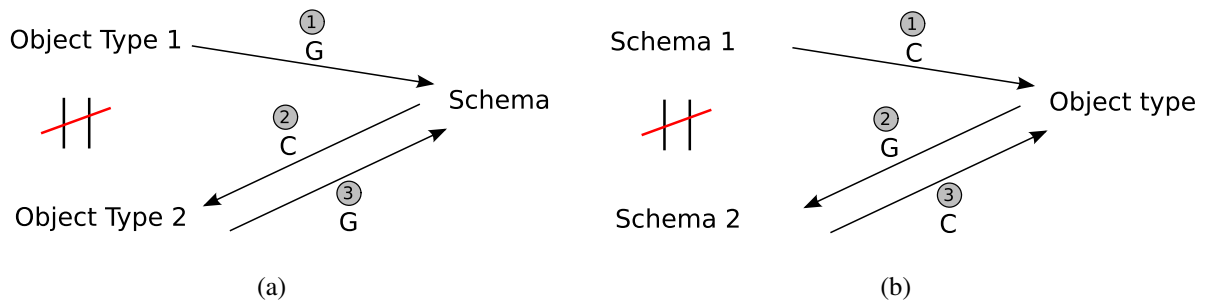 1
G
Object Type 1
Schema
2
C
3
G
Object Type 2
(a)
1
C
Schema 1
Object type
2
G
3
C
Schema 2
(b)